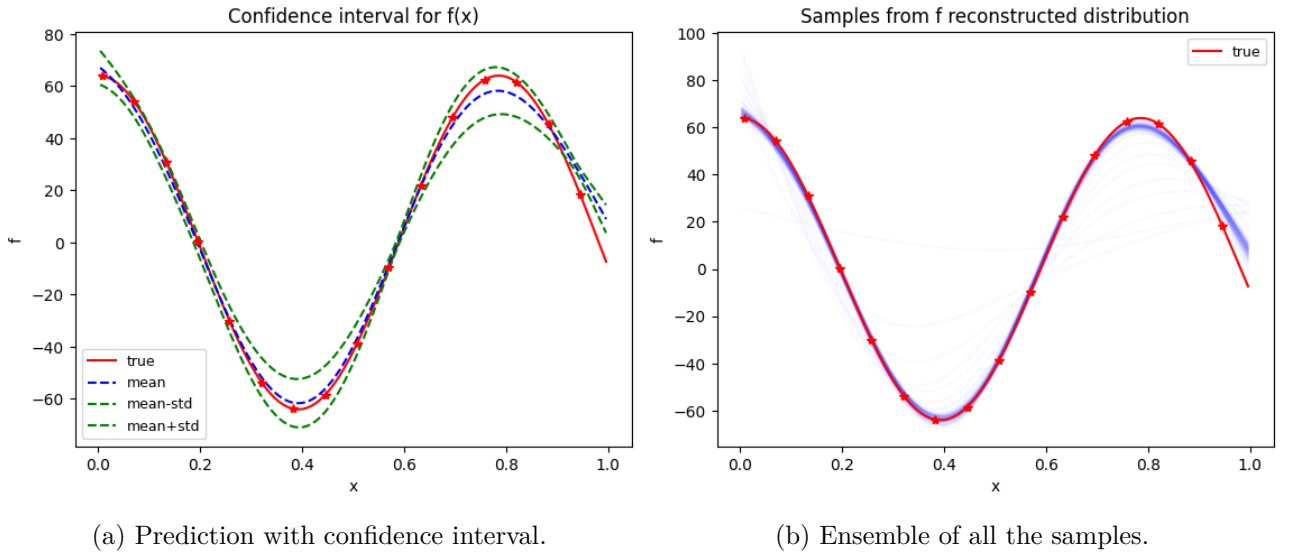 Confidence interval for f(x)
80
60
40
20
0
−20
−40
−60
f
true
mean
mean-std
mean+std
0.0 0.2 0.4 0.6 0.8 1.0
x
(a) Prediction with confidence interval.
Samples from f reconstructed distribution
100
80
60
40
20
0
−20
−40
−60
f
true
0.0 0.2 0.4 0.6 0.8 1.0
x
(b) Ensemble of all the samples.